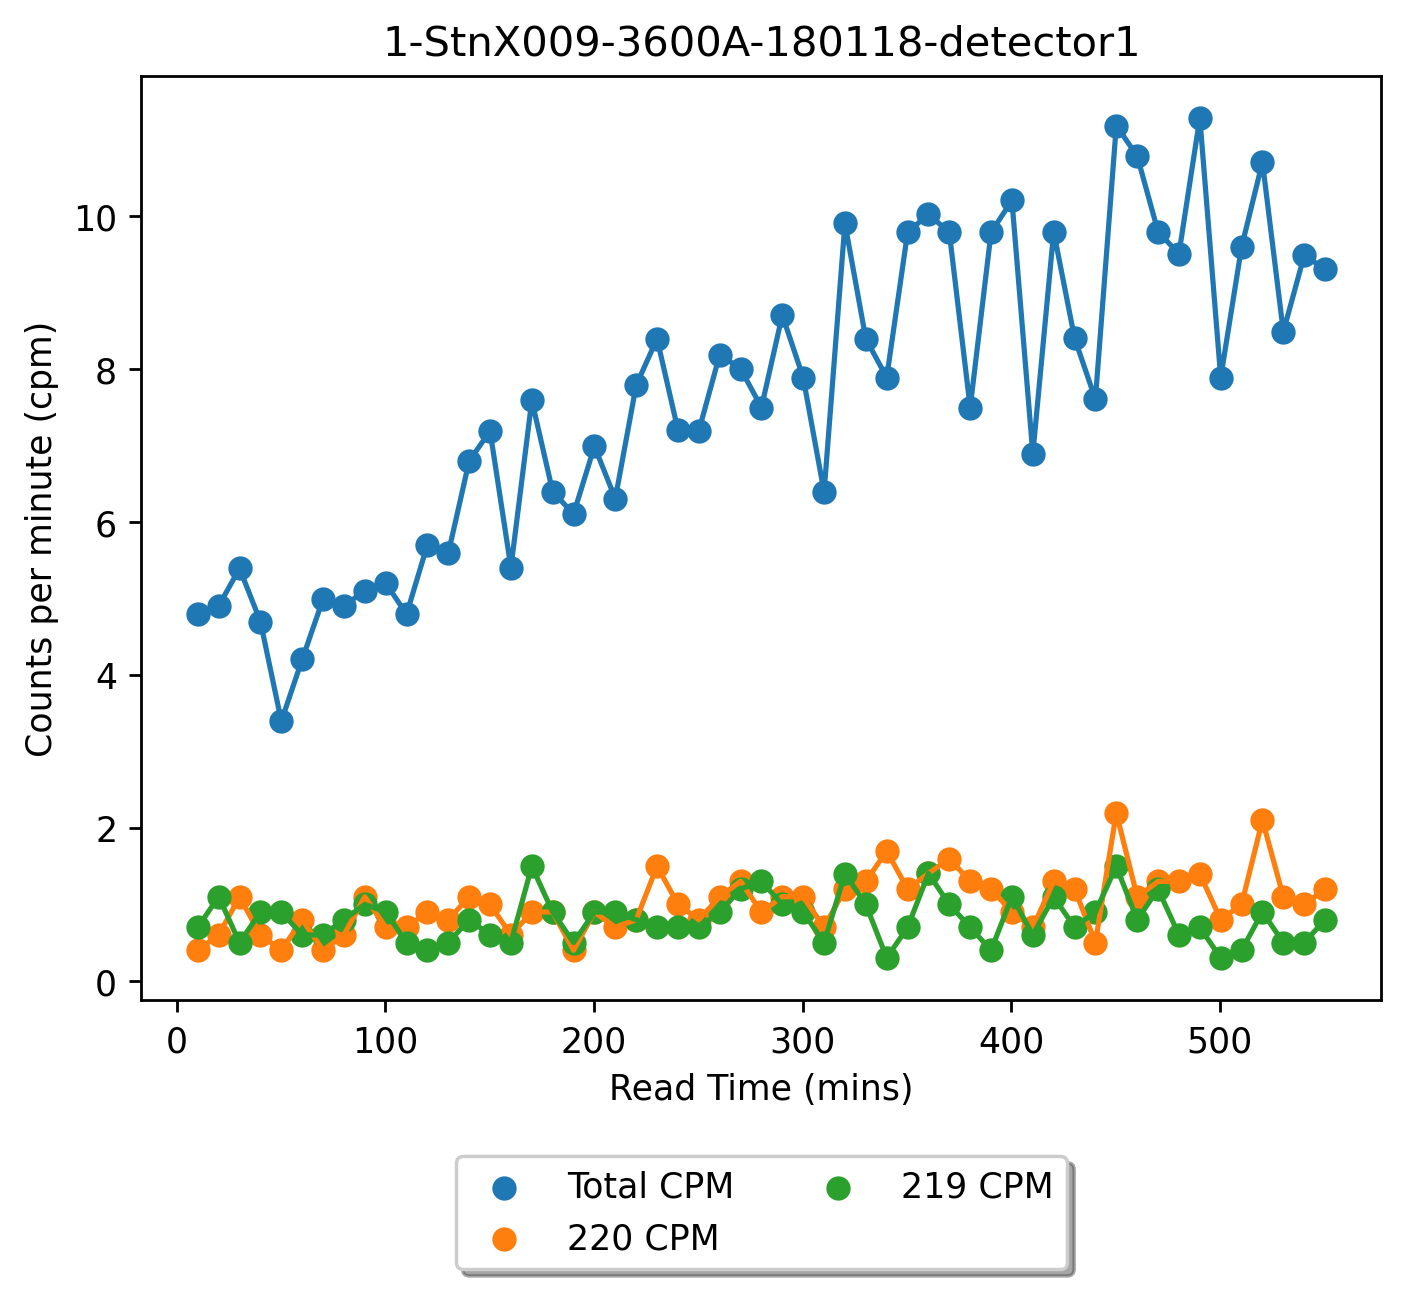 1-StnX009-3600A-180118-detector1
Counts per minute (cpm)
10
8
6
4
2
0
0 100 200 300 400 500
Read Time (mins)
Total CPM
220 CPM
219 CPM